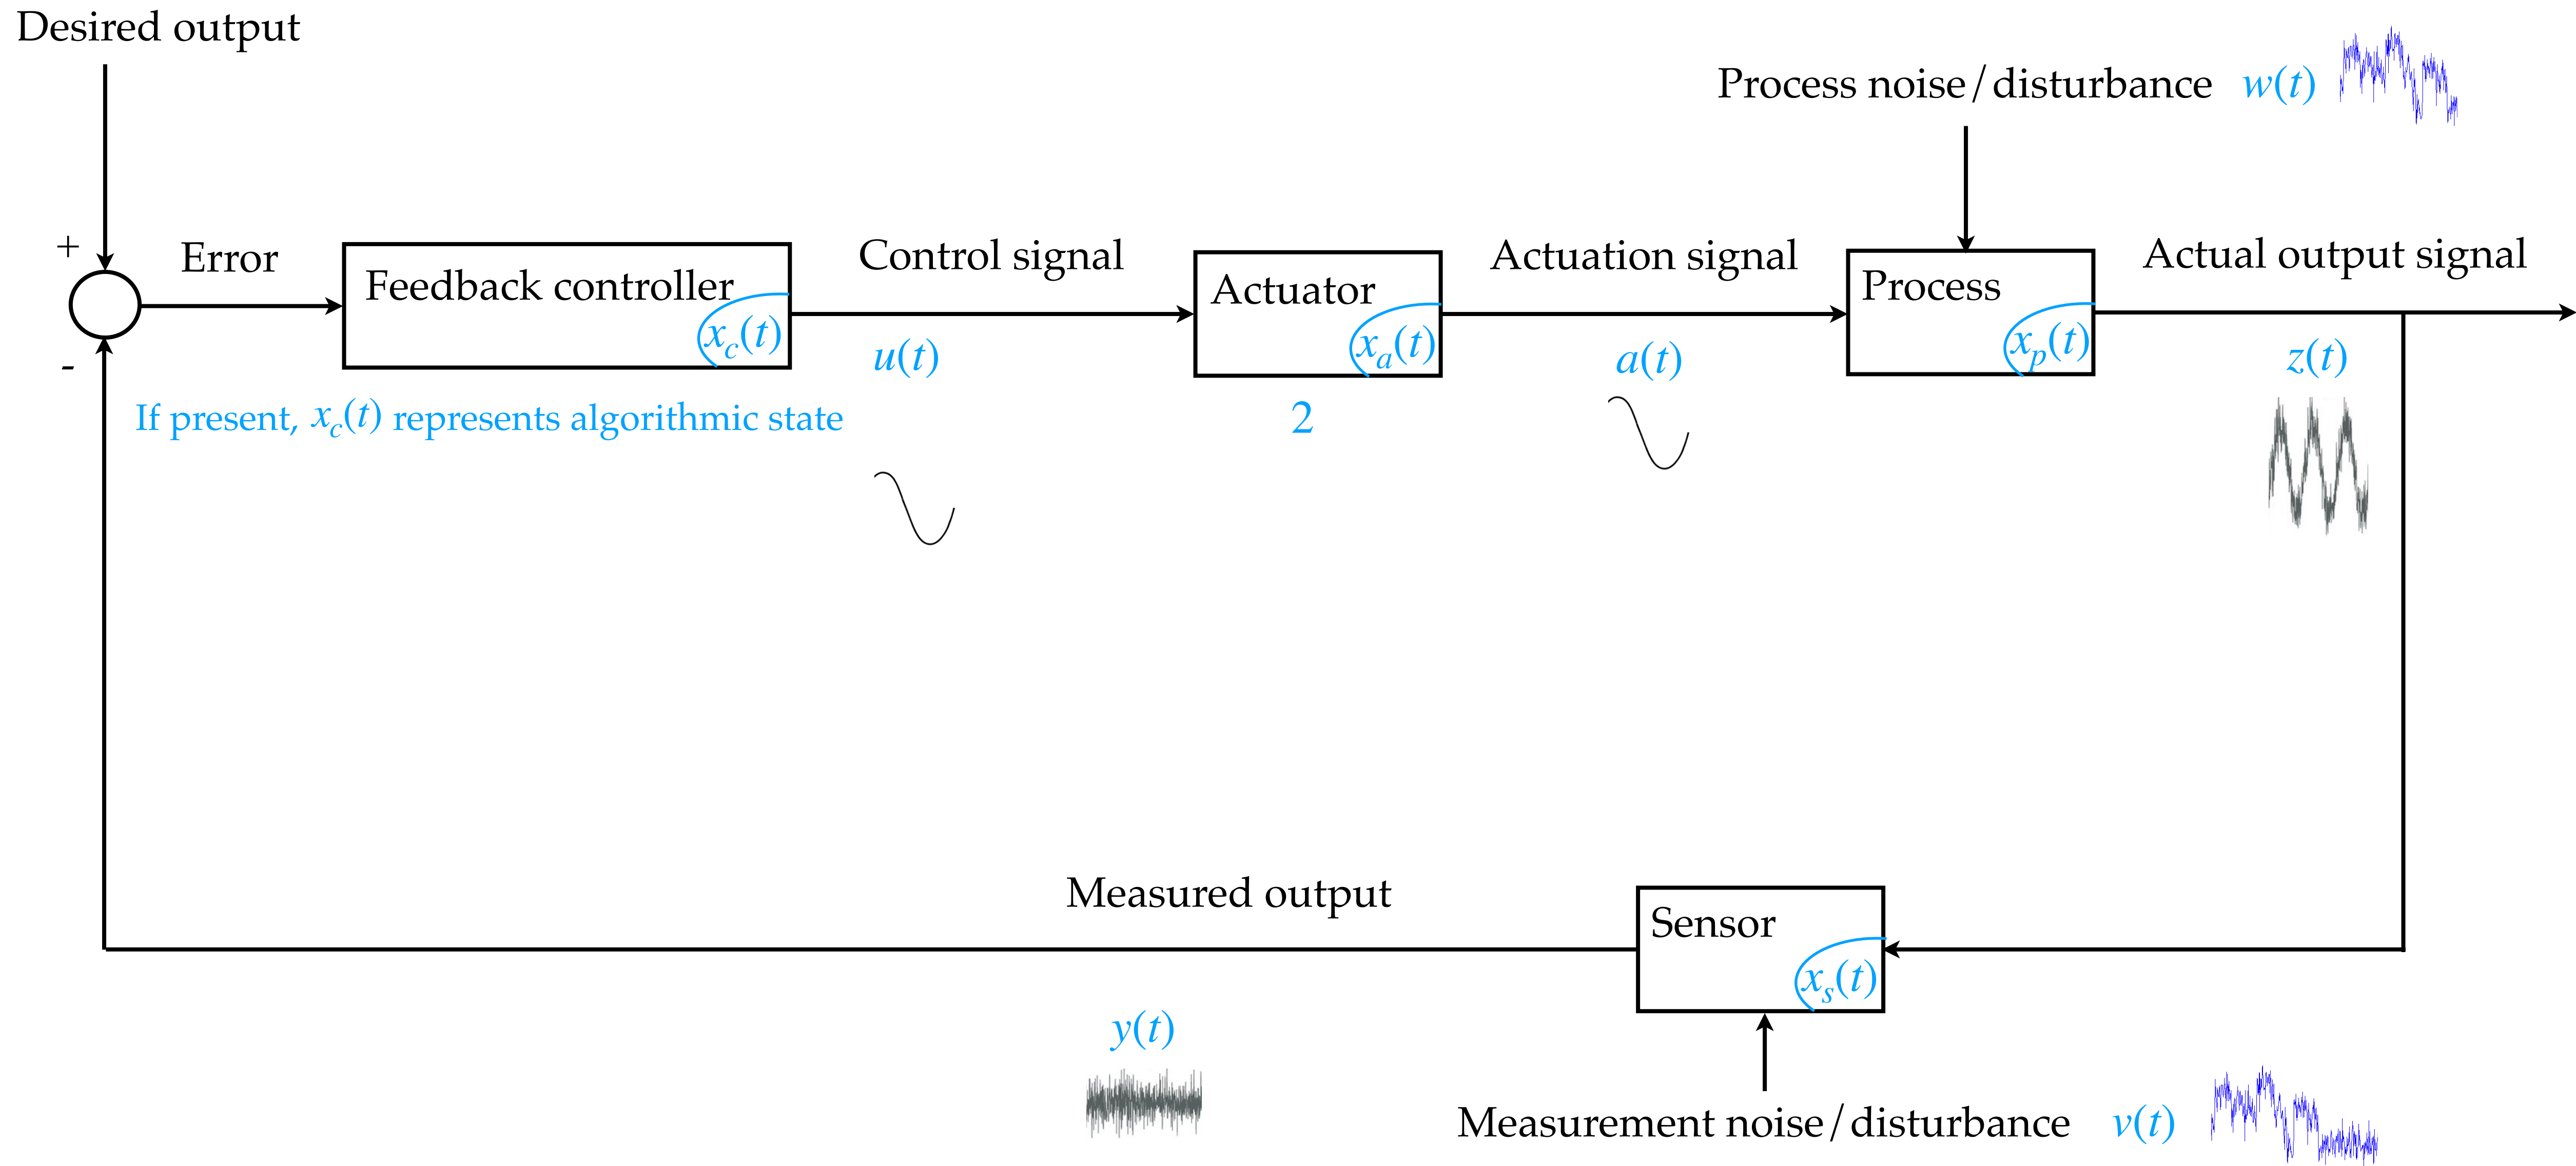 Desired output
Process noise/disturbance w(t)
+
Error
Feedback controller
x_c(t)
Control signal
u(t)
Actuator
x_a(t)
Actuation signal
a(t)
Process
x_p(t)
Actual output signal
z(t)
-
If present, x_c(t) represents algorithmic state
2
Measured output
Sensor
x_s(t)
y(t)
Measurement noise/disturbance v(t)